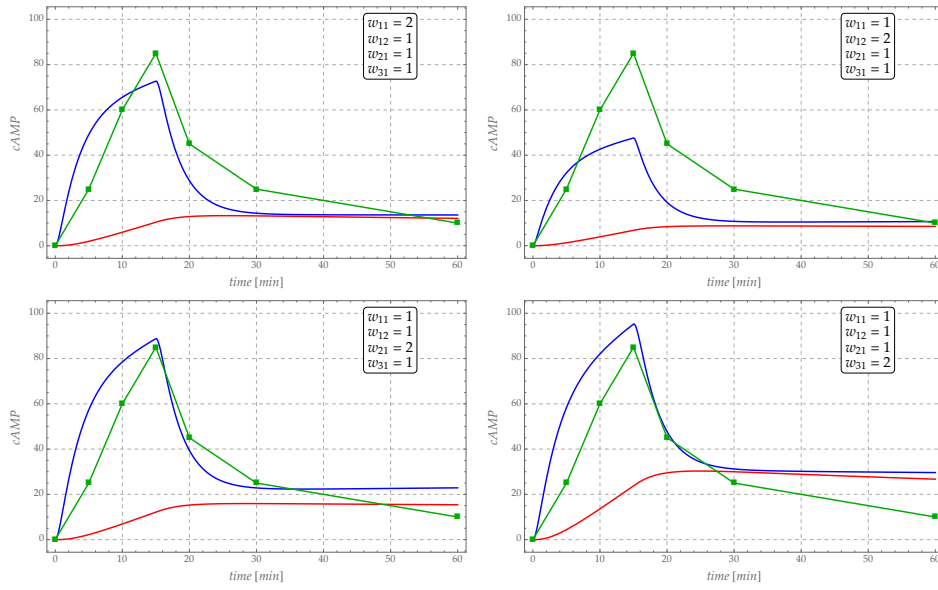 100
80
60
40
20
0
cAMP
0
10
20
30
40
50
60
time [min]
w₁₁ = 2
w₁₂ = 1
w₂₁ = 1
w₃₁ = 1
100
80
60
40
20
0
cAMP
0
10
20
30
40
50
60
time [min]
w₁₁ = 1
w₁₂ = 2
w₂₁ = 1
w₃₁ = 1
100
80
60
40
20
0
cAMP
0
10
20
30
40
50
60
time [min]
w₁₁ = 1
w₁₂ = 1
w₂₁ = 2
w₃₁ = 1
100
80
60
40
20
0
cAMP
0
10
20
30
40
50
60
time [min]
w₁₁ = 1
w₁₂ = 1
w₂₁ = 1
w₃₁ = 2